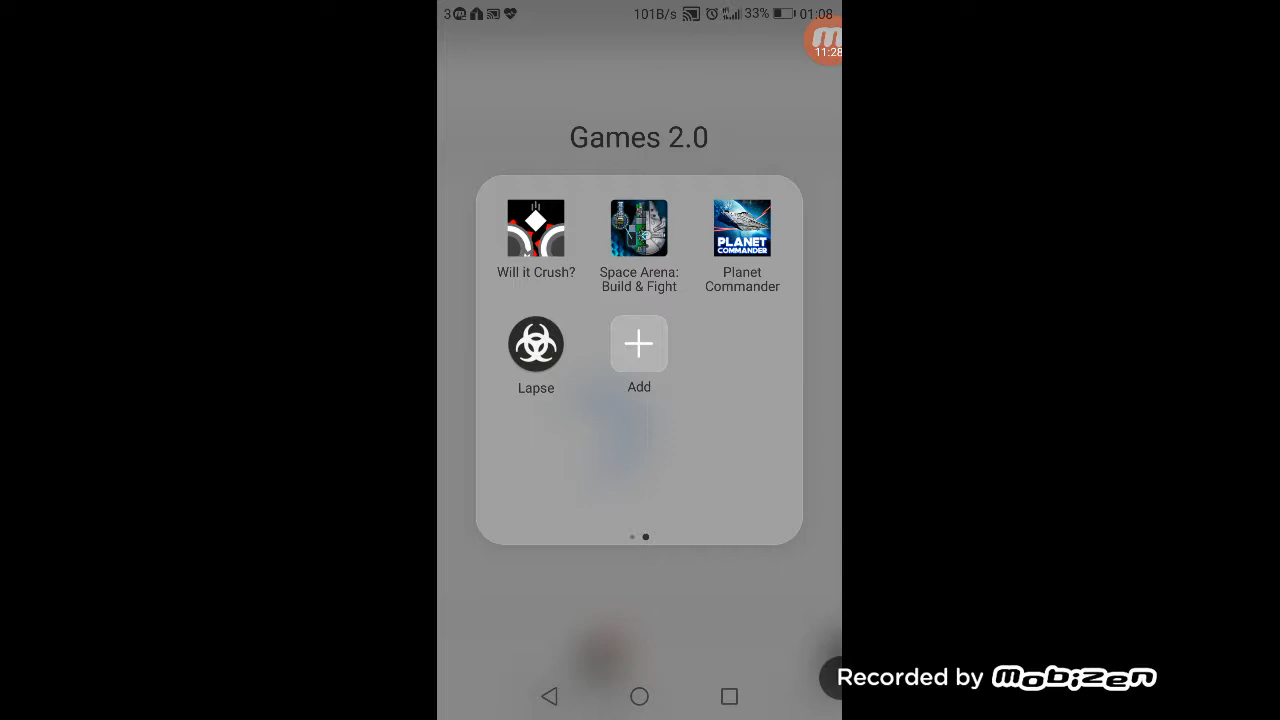 3 101B/s 33% 01:08
11:28
Games 2.0
Will it Crush? Space Arena: Build & Fight PLANET COMMANDER Planet Commander
Lapse Add
Recorded by mobizen